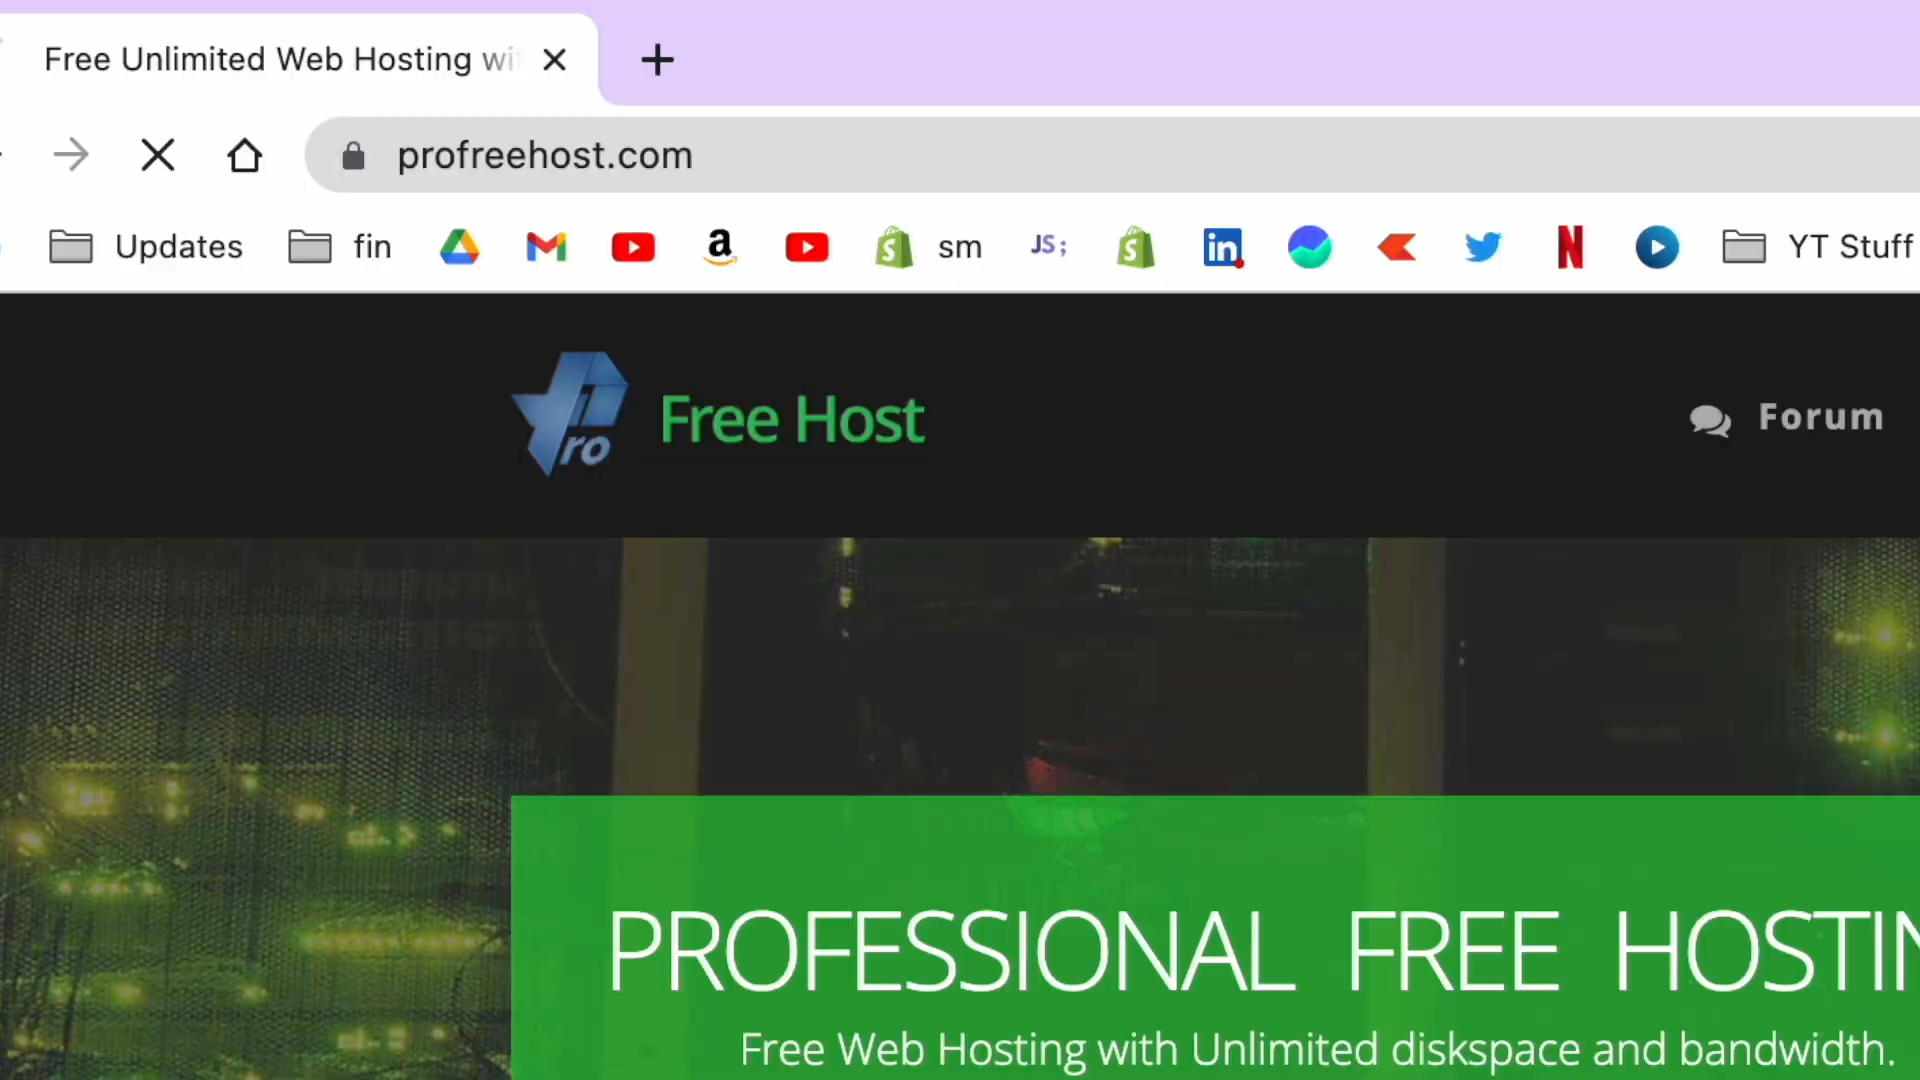 Free Unlimited Web Hosting wi
profreehost.com
Updates fin sm JS; YT Stuff
ro Free Host
Forum
PROFESSIONAL FREE HOSTIN
Free Web Hosting with Unlimited diskspace and bandwidth.